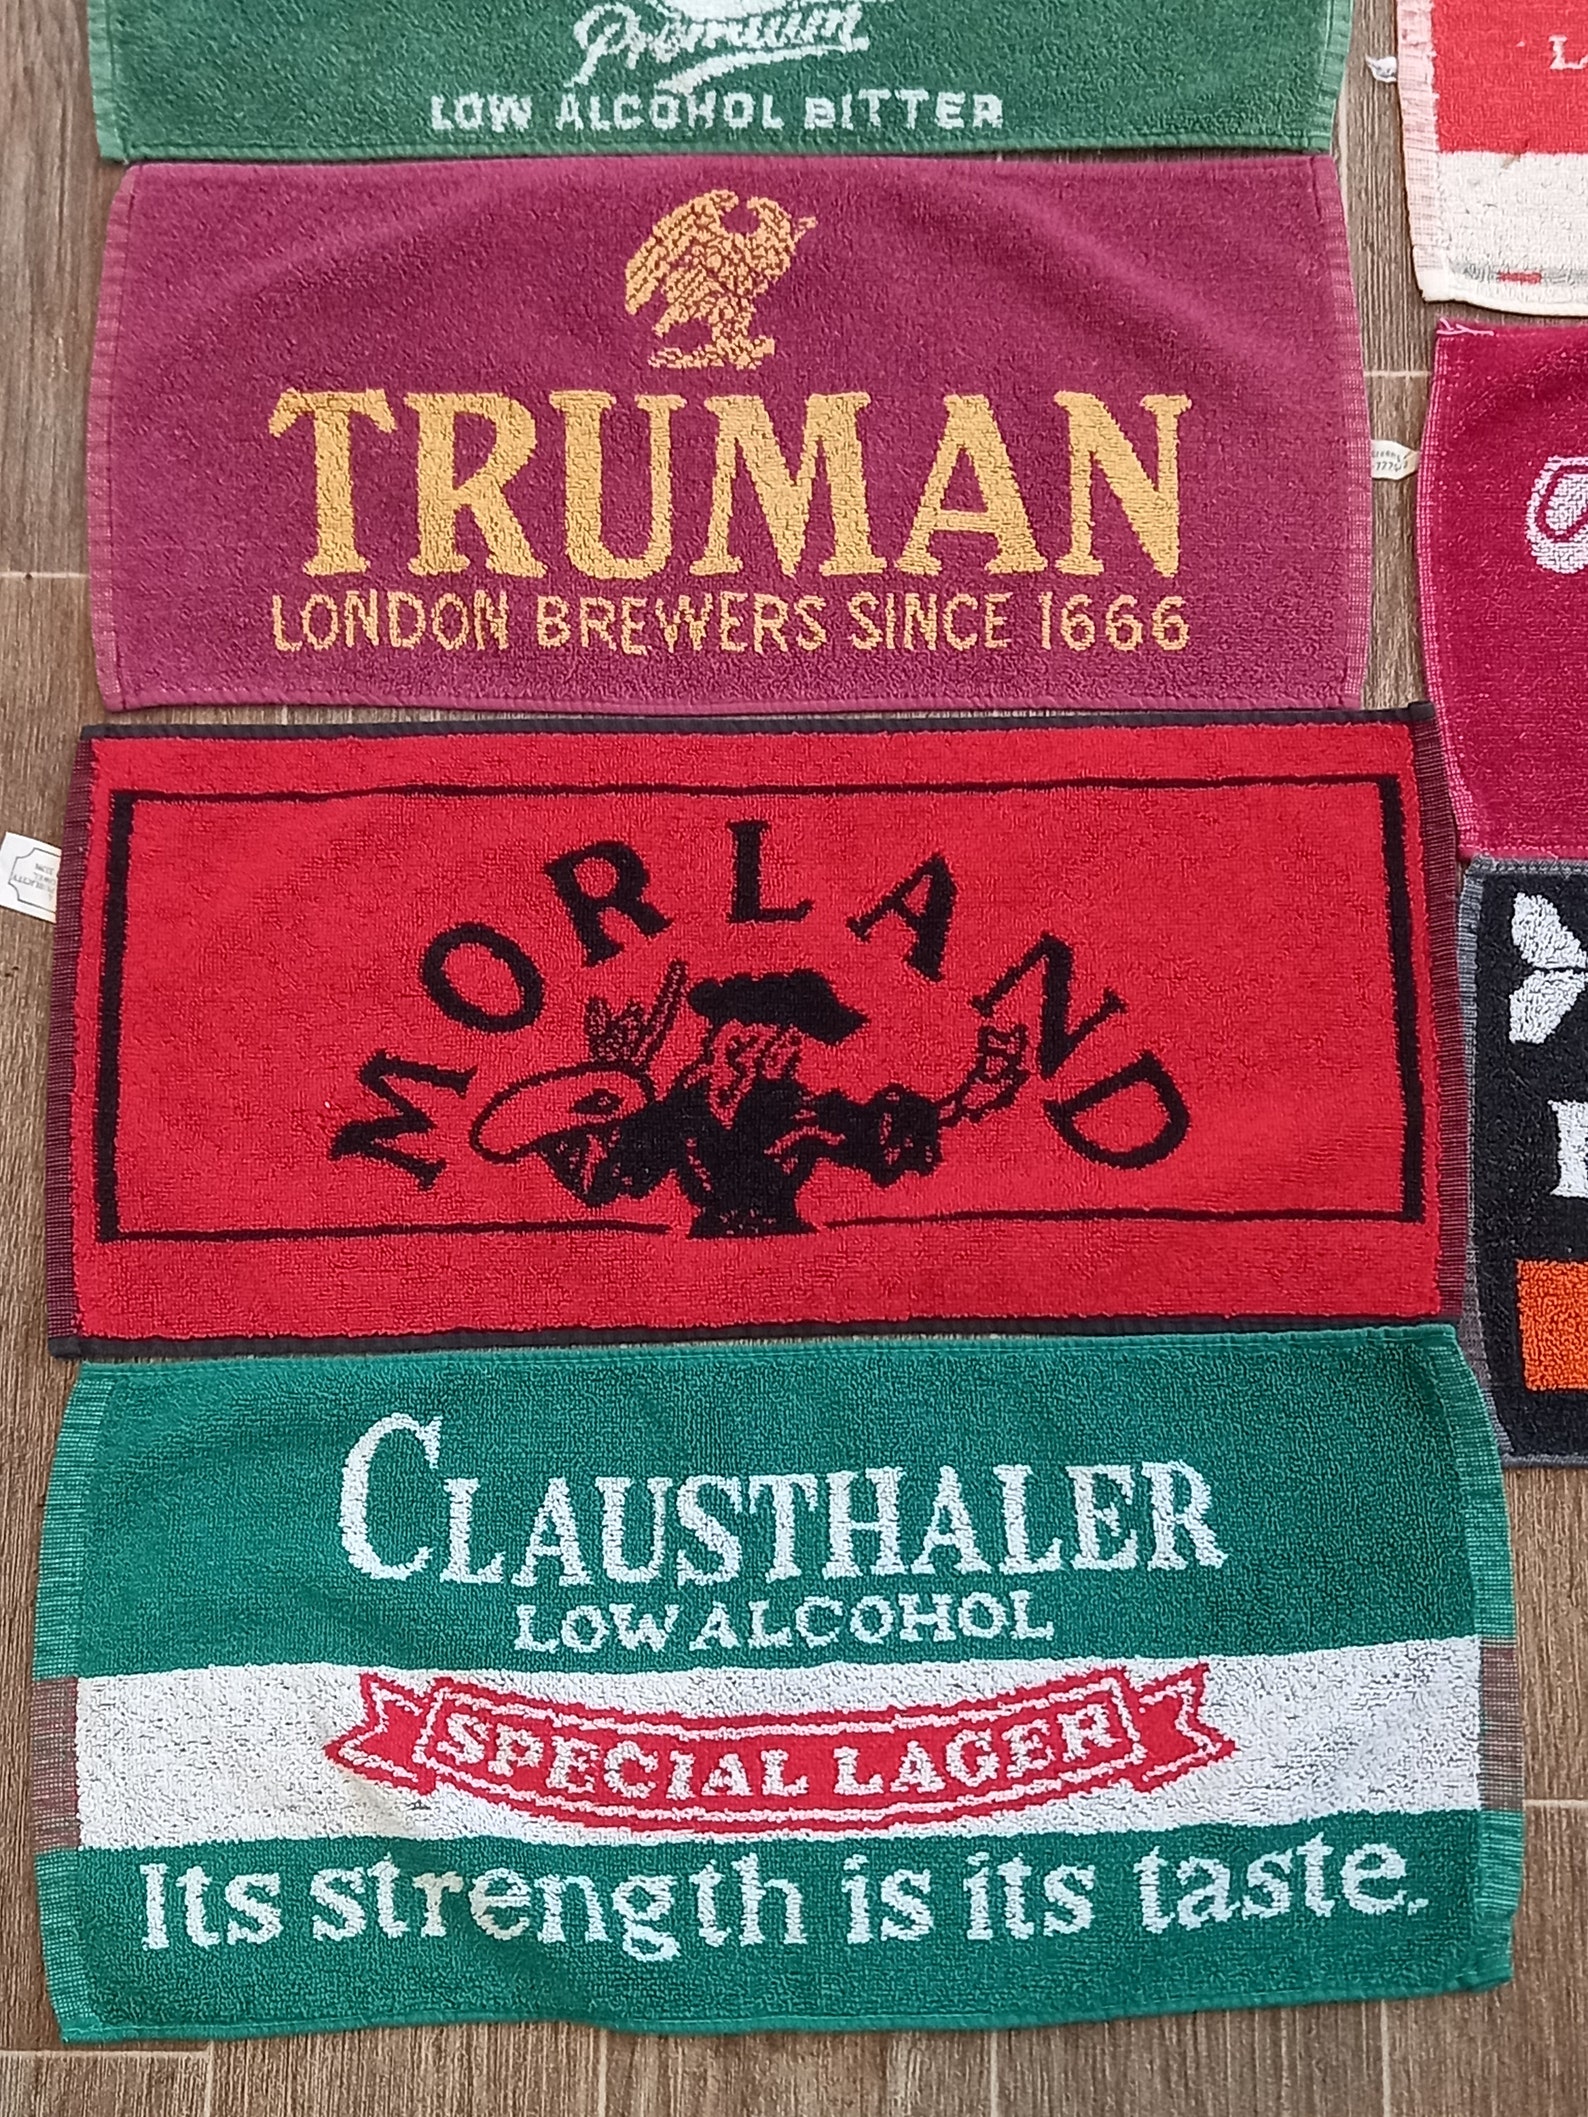 Premium
LOW ALCOHOL BITTER
TRUMAN
LONDON BREWERS SINCE 1666
MORLAND
CLAUSTHALER
LOW ALCOHOL
SPECIAL LAGER
Its strength is its taste.
L